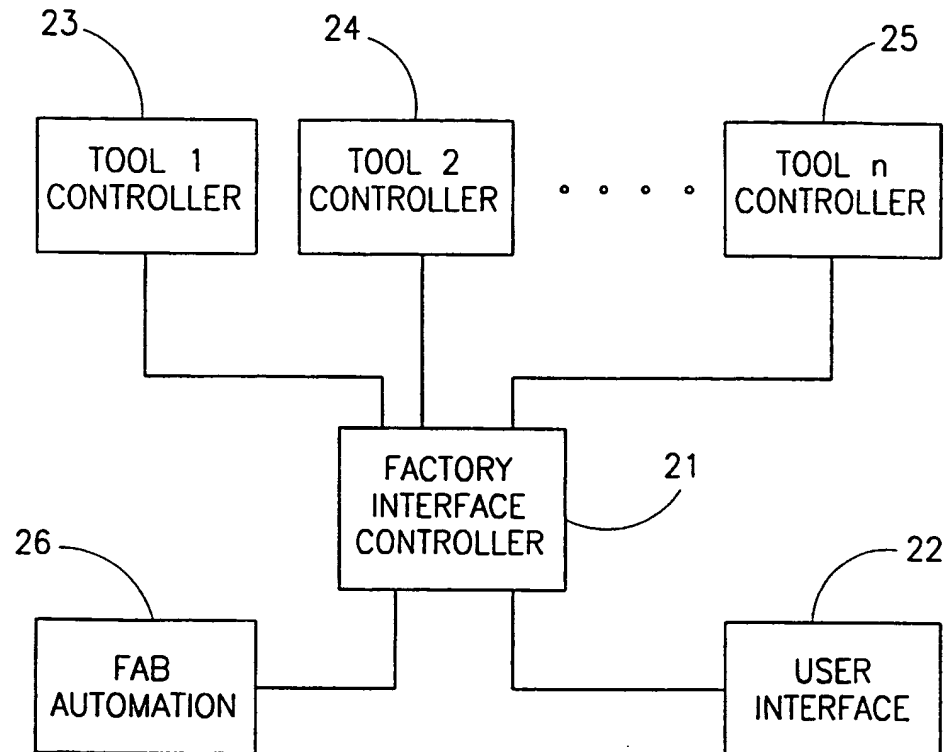 23
24
25
TOOL 1
CONTROLLER
TOOL 2
CONTROLLER
TOOL n
CONTROLLER
FACTORY
INTERFACE
CONTROLLER
21
26
22
FAB
AUTOMATION
USER
INTERFACE